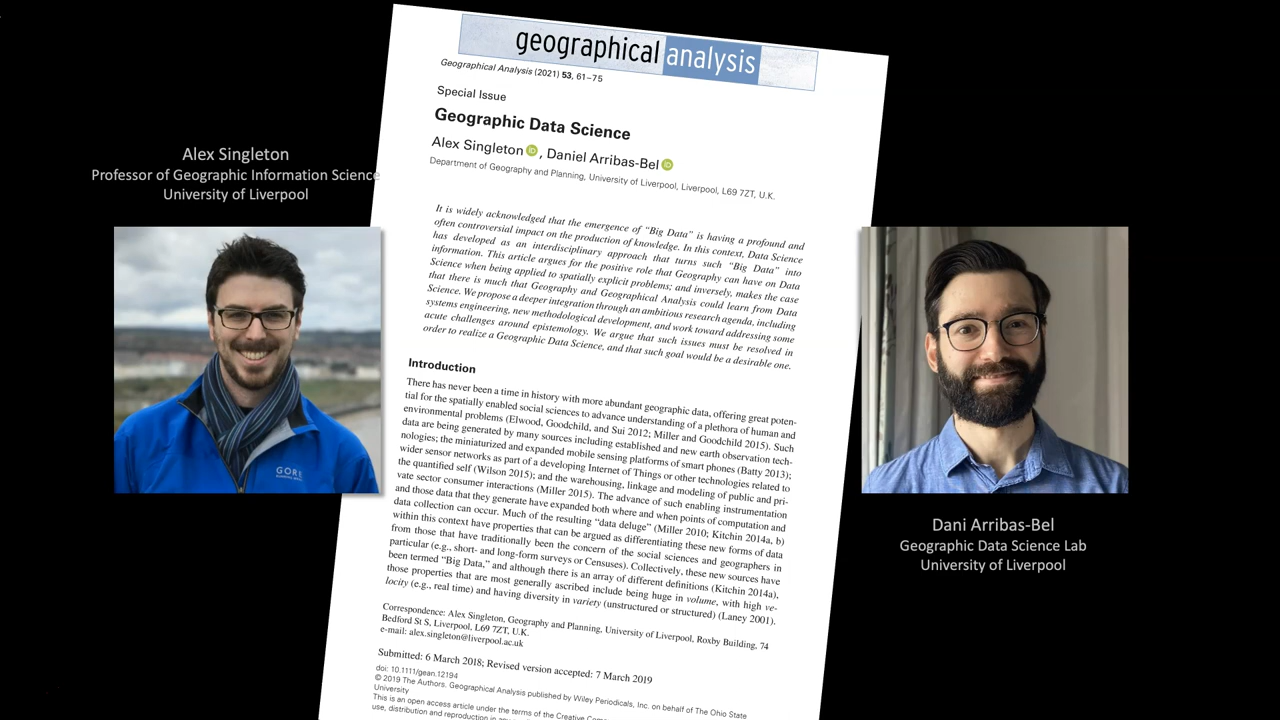 geographical analysis
Geographical Analysis (2021) 53, 61–75
Special Issue
Geographic Data Science
Alex Singleton iD, Daniel Arribas-Bel iD
Department of Geography and Planning, University of Liverpool, Liverpool, L69 7ZT, U.K.
Alex Singleton
Professor of Geographic Information Science
University of Liverpool
It is widely acknowledged that the emergence of “Big Data” is having a profound and
often controversial impact on the production of knowledge. In this context, Data Science
has developed as an interdisciplinary approach that turns such “Big Data” into
information. This article argues for the positive role that Geography can have on Data
Science when being applied to spatially explicit problems; and inversely, makes the case
that there is much that Geography and Geographical Analysis could learn from Data
Science. We propose a deeper integration through an ambitious research agenda, including
systems engineering, new methodological development, and work toward addressing some
acute challenges around epistemology. We argue that such issues must be resolved in
order to realize a Geographic Data Science, and that such goal would be a desirable one.
Introduction
There has never been a time in history with more abundant geographic data, offering great poten-
tial for the spatially enabled social sciences to advance understanding of a plethora of human and
environmental problems (Elwood, Goodchild, and Sui 2012; Miller and Goodchild 2015). Such
data are being generated by many sources including established and new earth observation tech-
nologies; the miniaturized and expanded mobile sensing platforms of smart phones (Batty 2013);
wider sensor networks as part of a developing Internet of Things or other technologies related to
the quantified self (Wilson 2015); and the warehousing, linkage and modeling of public and pri-
vate sector consumer interactions (Miller 2015). The advance of such enabling instrumentation
and those data that they generate have expanded both where and when points of computation and
data collection can occur. Much of the resulting “data deluge” (Miller 2010; Kitchin 2014a, b)
within this context have properties that can be argued as differentiating these new forms of data
from those that have traditionally been the concern of the social sciences and geographers in
particular (e.g., short- and long-form surveys or Censuses). Collectively, these new sources have
been termed “Big Data,” and although there is an array of different definitions (Kitchin 2014a),
those properties that are most generally ascribed include being huge in volume, with high ve-
locity (e.g., real time) and having diversity in variety (unstructured or structured) (Laney 2001).
GORE
Dani Arribas-Bel
Geographic Data Science Lab
University of Liverpool
Correspondence: Alex Singleton, Geography and Planning, University of Liverpool, Roxby Building, 74
Bedford St S, Liverpool, L69 7ZT, U.K.
e-mail: alex.singleton@liverpool.ac.uk
Submitted: 6 March 2018; Revised version accepted: 7 March 2019
doi: 10.1111/gean.12194
© 2019 The Authors. Geographical Analysis published by Wiley Periodicals, Inc. on behalf of The Ohio State
University
This is an open access article under the terms of the Creative
use, distribution and reproduction in